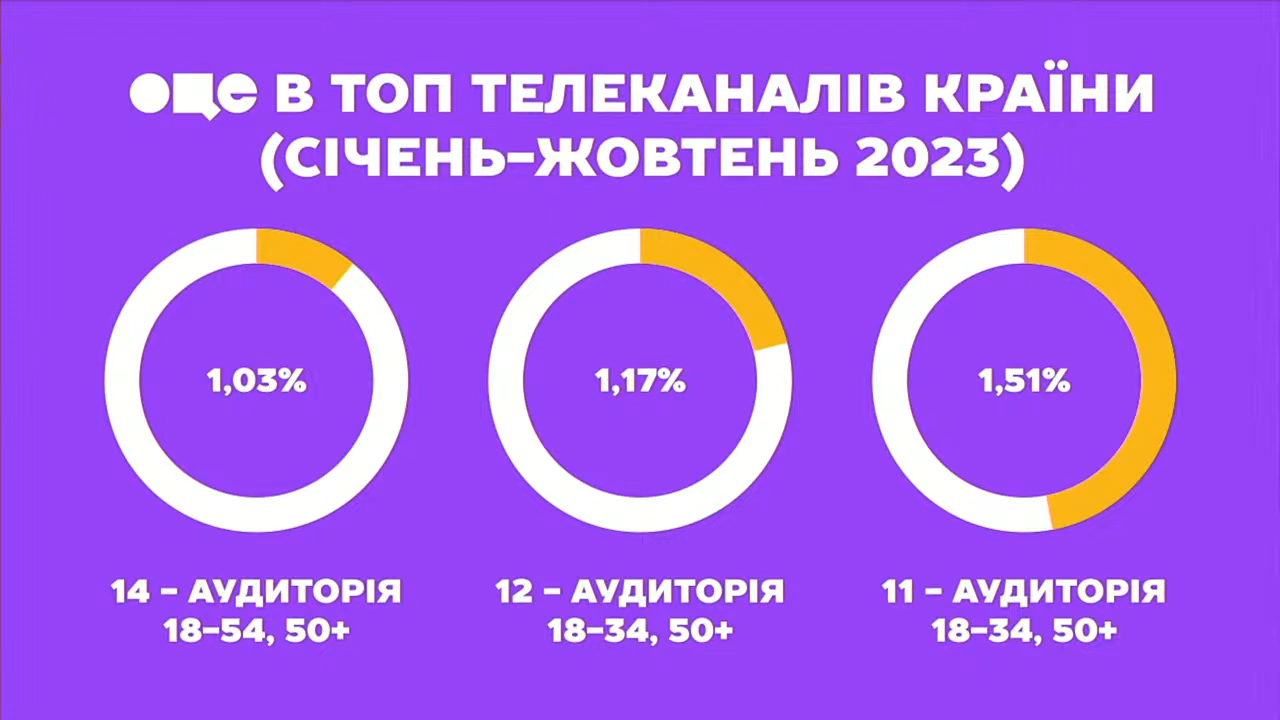 оце В ТОП ТЕЛЕКАНАЛІВ КРАЇНИ
(СІЧЕНЬ–ЖОВТЕНЬ 2023)
1,03%
1,17%
1,51%
14 – АУДИТОРІЯ
18–54, 50+
12 – АУДИТОРІЯ
18–34, 50+
11 – АУДИТОРІЯ
18–34, 50+